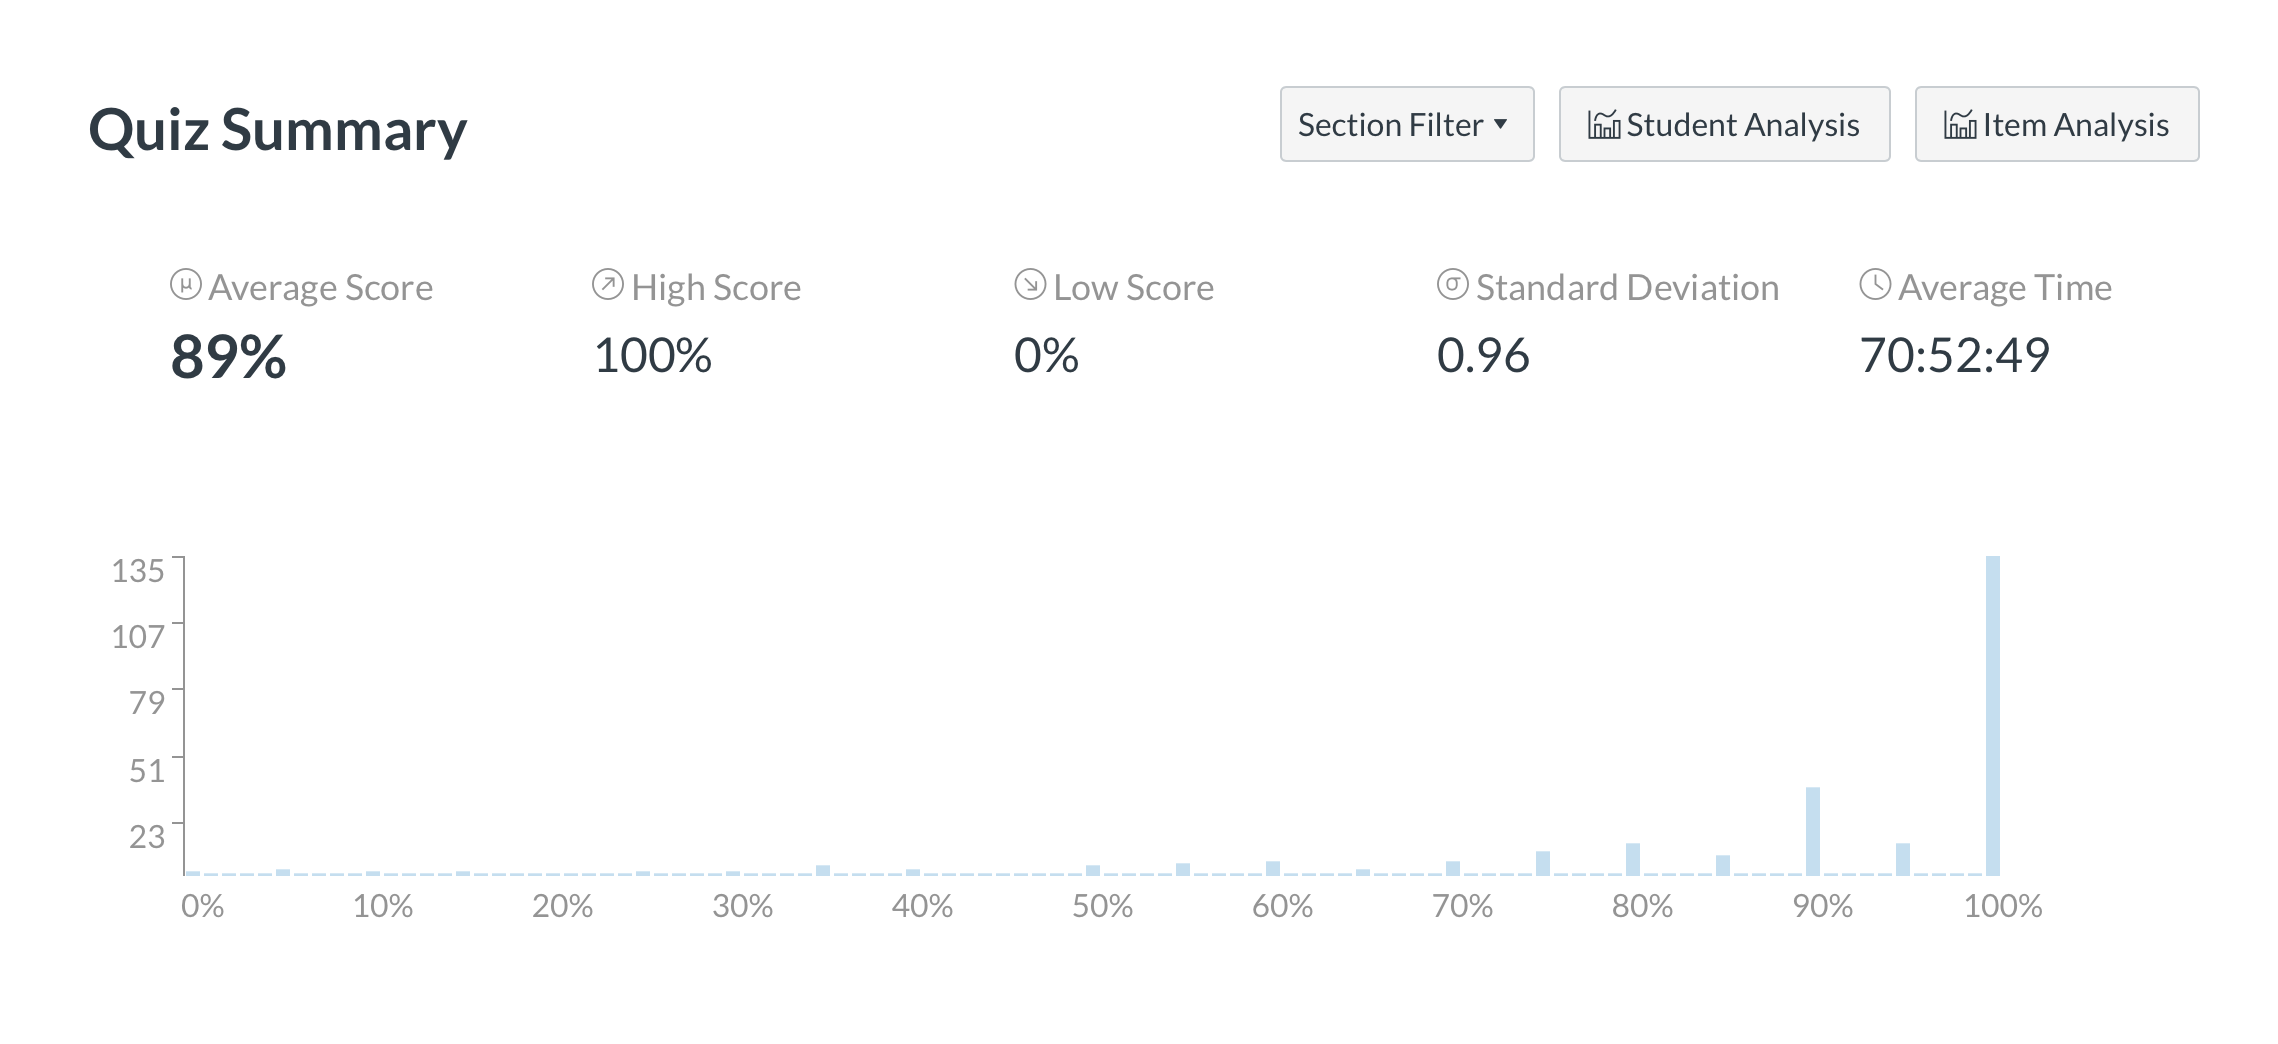 Quiz Summary
Section Filter
Student Analysis
Item Analysis
μ Average Score
High Score
Low Score
σ Standard Deviation
Average Time
89%
100%
0%
0.96
70:52:49
135
107
79
51
23
0% 10% 20% 30% 40% 50% 60% 70% 80% 90% 100%